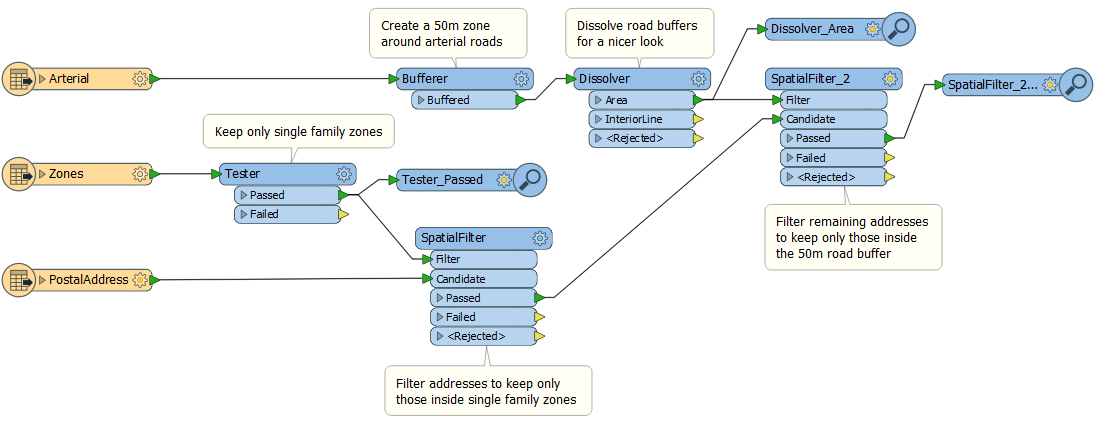 Create a 50m zone
around arterial roads
Dissolve road buffers
for a nicer look
Dissolver_Area
Arterial
Bufferer
Buffered
Dissolver
Area
InteriorLine
<Rejected>
SpatialFilter_2
Filter
Candidate
Passed
Failed
<Rejected>
SpatialFilter_2...
Keep only single family zones
Zones
Tester
Passed
Failed
Tester_Passed
Filter remaining addresses
to keep only those inside
the 50m road buffer
PostalAddress
SpatialFilter
Filter
Candidate
Passed
Failed
<Rejected>
Filter addresses to keep only
those inside single family zones